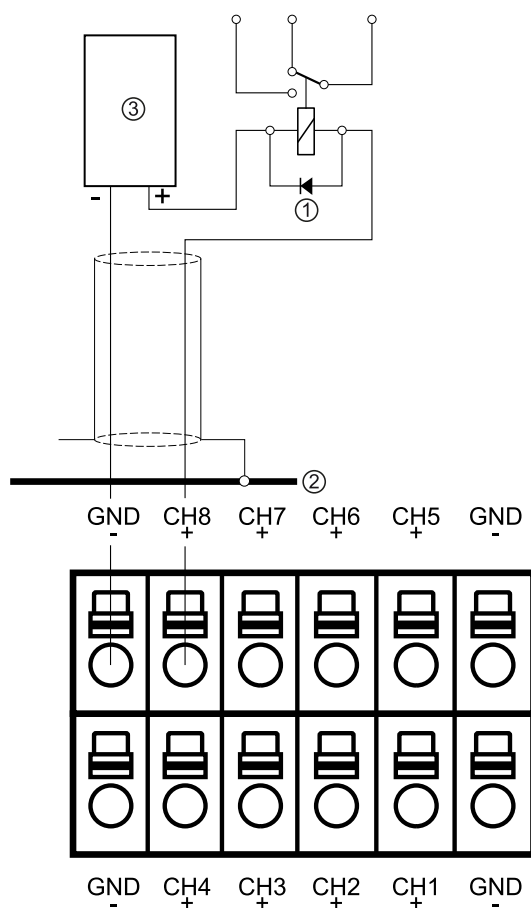 ③
- +
①
②
GND CH8 CH7 CH6 CH5 GND
- + + + + -
GND CH4 CH3 CH2 CH1 GND
- + + + + -